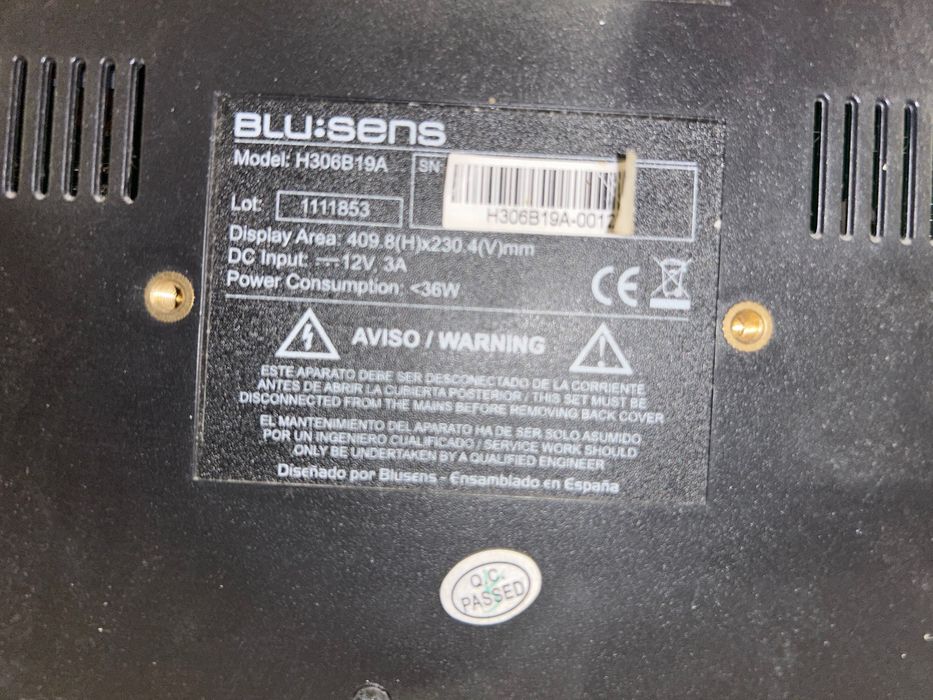 BLU:SENS
Model: H306B19A
SN
H306B19A-0012
Lot: 1111853
Display Area: 409.8(H)x230.4(V)mm
DC Input: ⎓12V, 3A
Power Consumption: <36W
CE
AVISO / WARNING
ESTE APARATO DEBE SER DESCONECTADO DE LA CORRIENTE
ANTES DE ABRIR LA CUBIERTA POSTERIOR / THIS SET MUST BE
DISCONNECTED FROM THE MAINS BEFORE REMOVING BACK COVER
EL MANTENIMIENTO DEL APARATO HA DE SER SOLO ASUMIDO
POR UN INGENIERO CUALIFICADO / SERVICE WORK SHOULD
ONLY BE UNDERTAKEN BY A QUALIFIED ENGINEER
Diseñado por Blusens - Ensamblado en España
Q.C.
PASSED